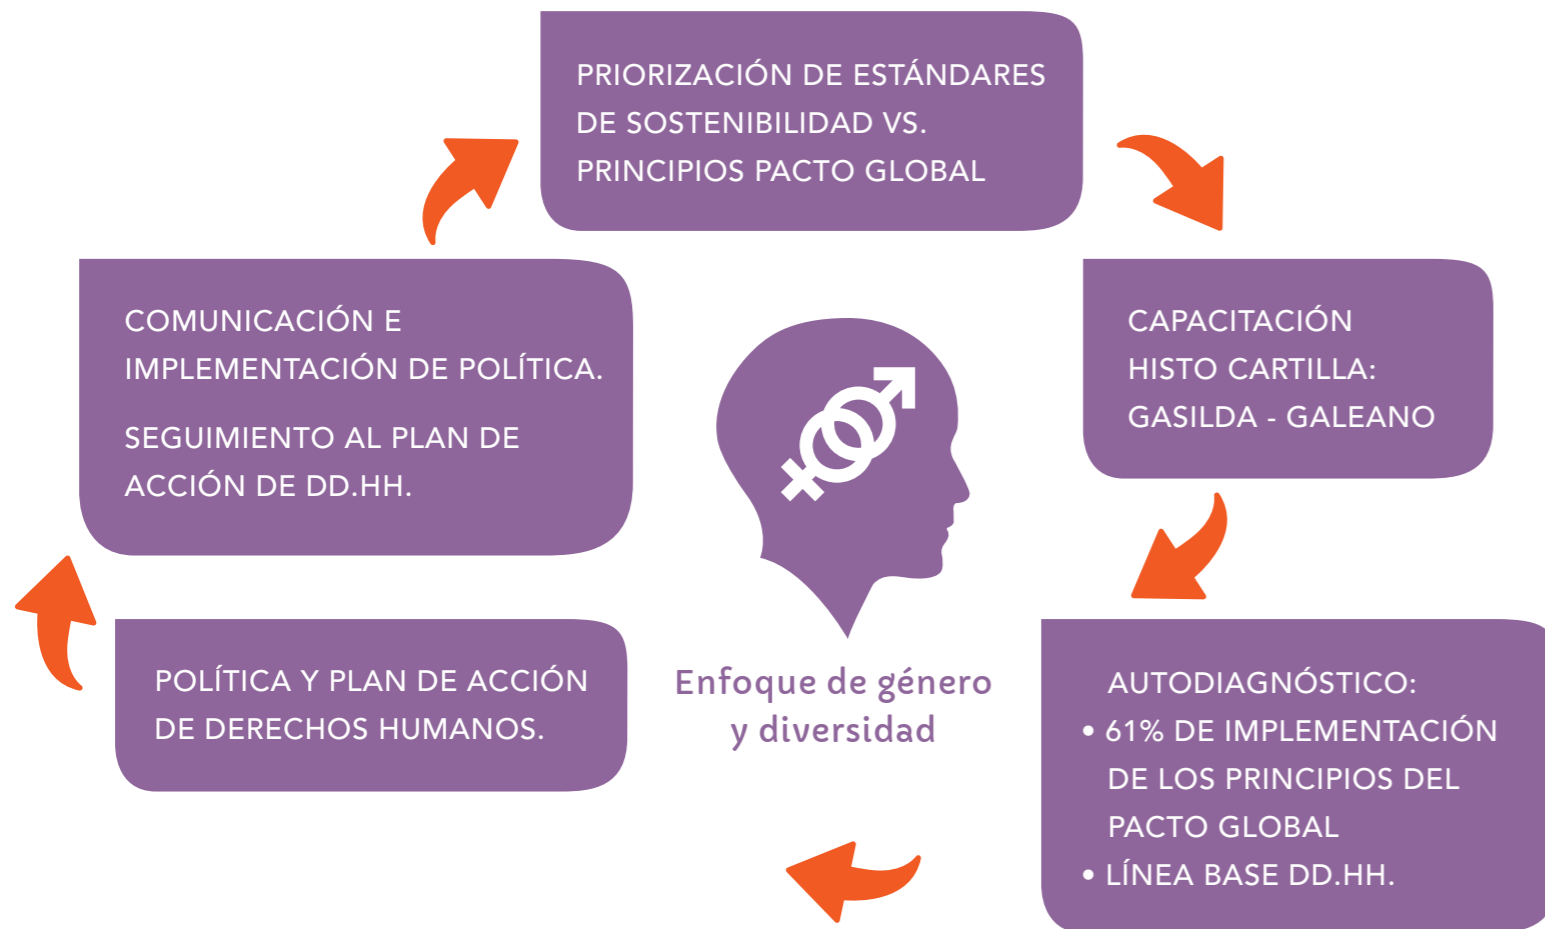 PRIORIZACIÓN DE ESTÁNDARES
DE SOSTENIBILIDAD VS.
PRINCIPIOS PACTO GLOBAL
CAPACITACIÓN
HISTO CARTILLA:
GASILDA - GALEANO
AUTODIAGNÓSTICO:
• 61% DE IMPLEMENTACIÓN
DE LOS PRINCIPIOS DEL
PACTO GLOBAL
• LÍNEA BASE DD.HH.
POLÍTICA Y PLAN DE ACCIÓN
DE DERECHOS HUMANOS.
COMUNICACIÓN E
IMPLEMENTACIÓN DE POLÍTICA.
SEGUIMIENTO AL PLAN DE
ACCIÓN DE DD.HH.
Enfoque de género
y diversidad